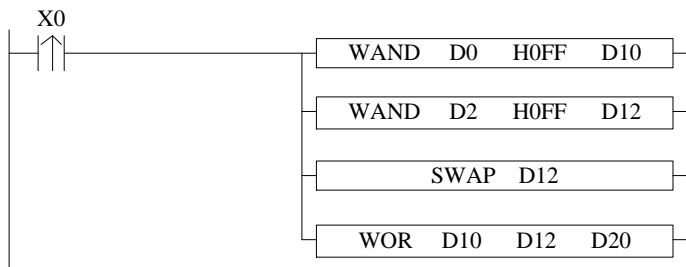 X0
WAND D0 H0FF D10
WAND D2 H0FF D12
SWAP D12
WOR D10 D12 D20